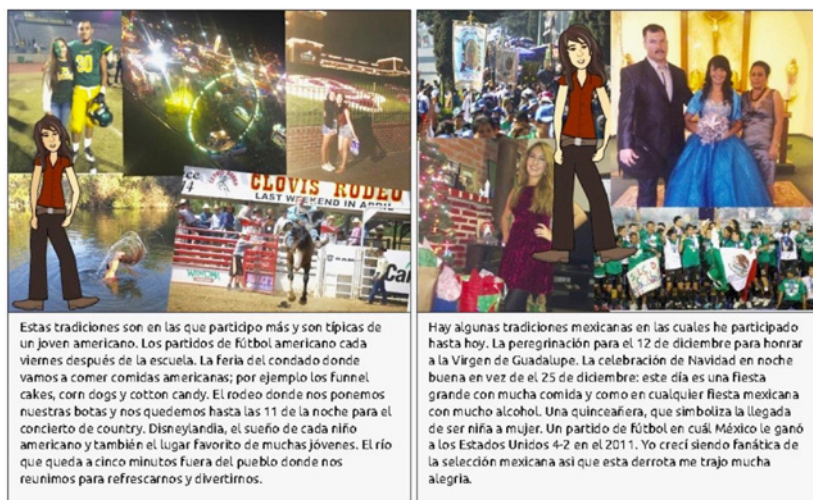 CLOVIS RODEO
LAST WEEKEND IN APRIL
Estas tradiciones son en las que participo más y son típicas de
un joven americano. Los partidos de fútbol americano cada
viernes después de la escuela. La feria del condado donde
vamos a comer comidas americanas; por ejemplo los funnel
cakes, corn dogs y cotton candy. El rodeo donde nos ponemos
nuestras botas y nos quedemos hasta las 11 de la noche para el
concierto de country. Disneylandia, el sueño de cada niño
americano y también el lugar favorito de muchas jóvenes. El río
que queda a cinco minutos fuera del pueblo donde nos
reunimos para refrescarnos y divertirnos.
Hay algunas tradiciones mexicanas en las cuales he participado
hasta hoy. La peregrinación para el 12 de diciembre para honrar
a la Virgen de Guadalupe. La celebración de Navidad en noche
buena en vez de el 25 de diciembre: este día es una fiesta
grande con mucha comida y como en cualquier fiesta mexicana
con mucho alcohol. Una quinceañera, que simboliza la llegada
de ser niña a mujer. Un partido de fútbol en cuál México le ganó
a los Estados Unidos 4-2 en el 2011. Yo crecí siendo fanática de
la selección mexicana asi que esta derrota me trajo mucha
alegria.